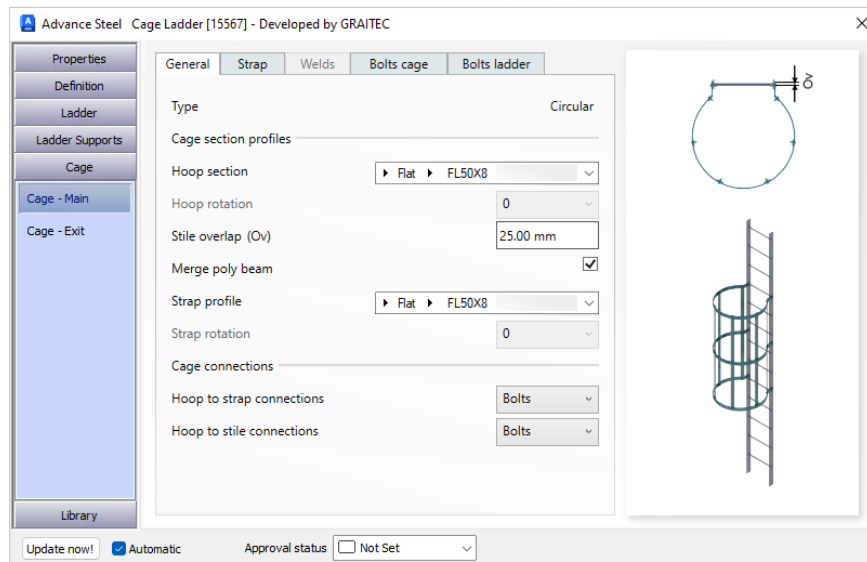 Advance Steel Cage Ladder [15567] - Developed by GRAITEC
Properties
Definition
Ladder
Ladder Supports
Cage
Cage - Main
Cage - Exit
Library
General Strap Welds Bolts cage Bolts ladder
Type Circular
Cage section profiles
Hoop section Flat FL50X8
Hoop rotation 0
Stile overlap (Ov) 25.00 mm
Merge poly beam
Strap profile Flat FL50X8
Strap rotation 0
Cage connections
Hoop to strap connections Bolts
Hoop to stile connections Bolts
Ov
Update now! Automatic Approval status Not Set